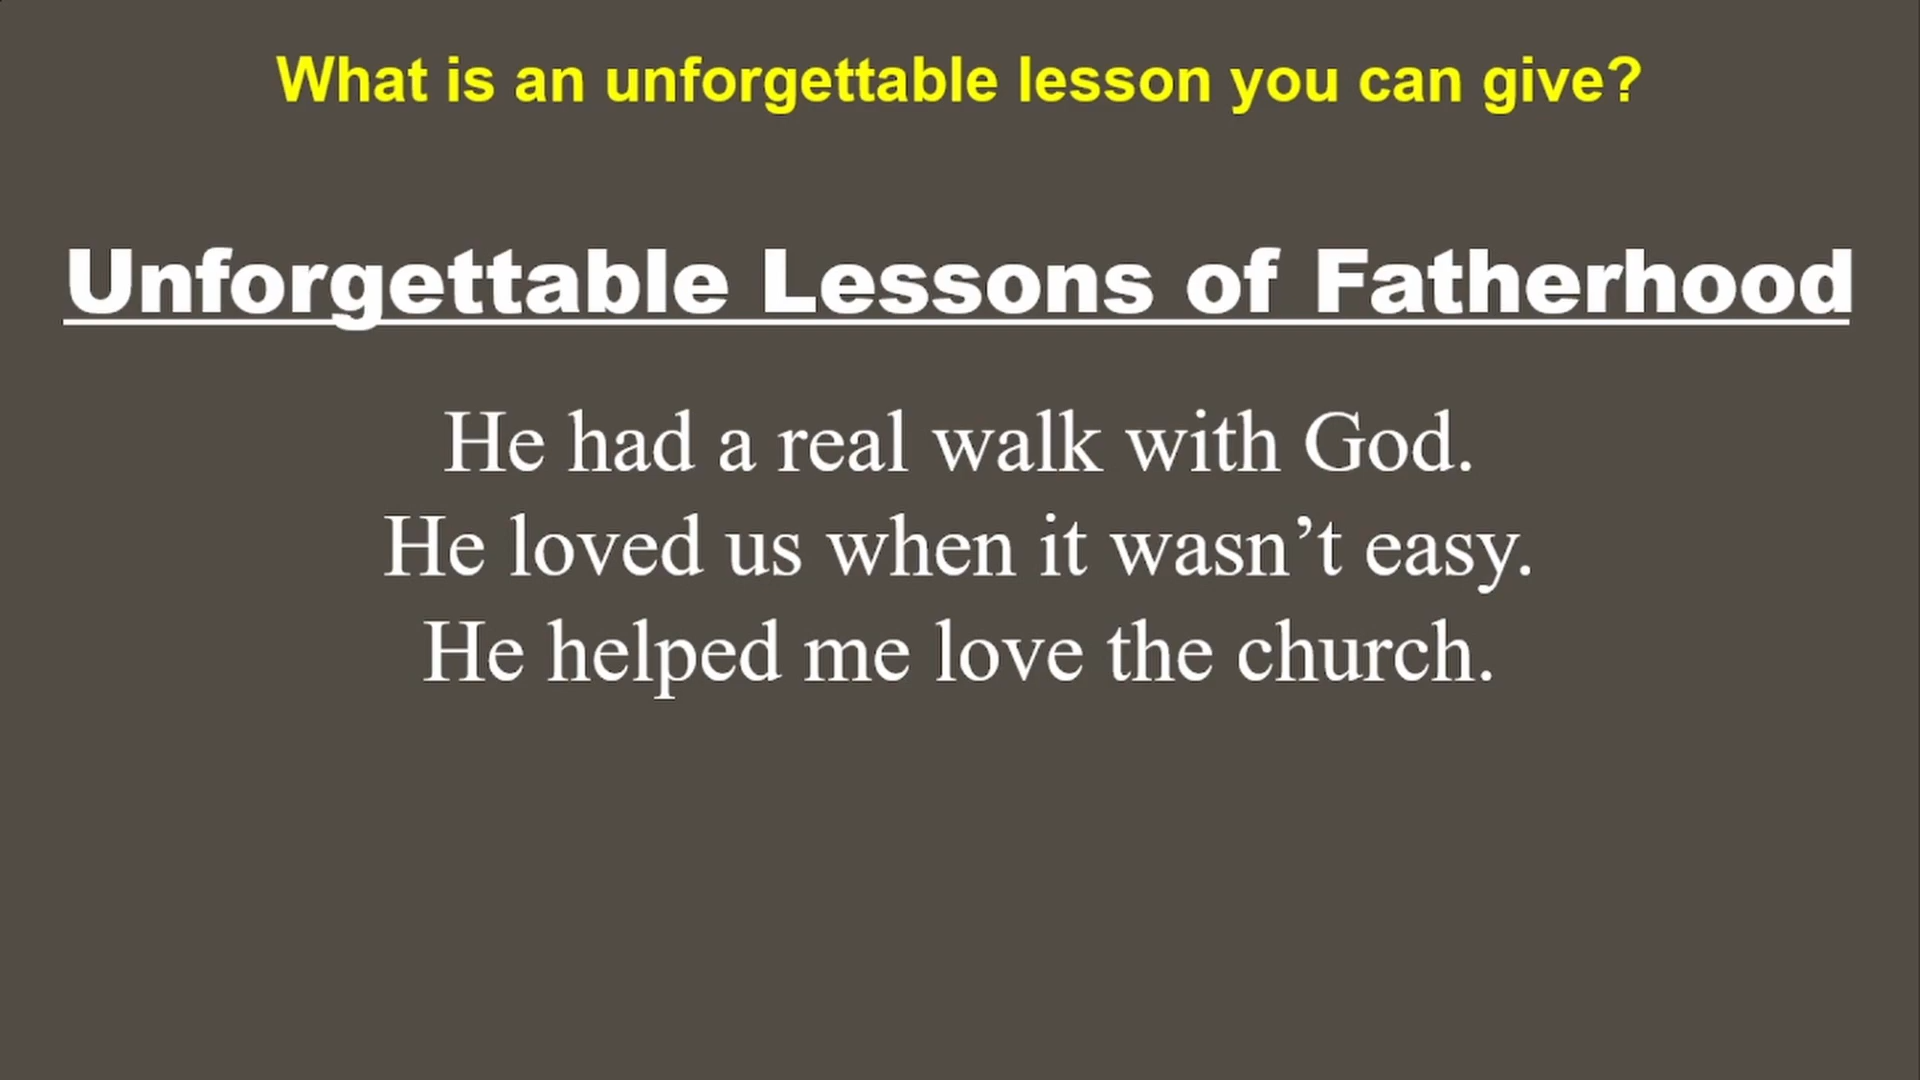 What is an unforgettable lesson you can give?
Unforgettable Lessons of Fatherhood
He had a real walk with God.
He loved us when it wasn’t easy.
He helped me love the church.